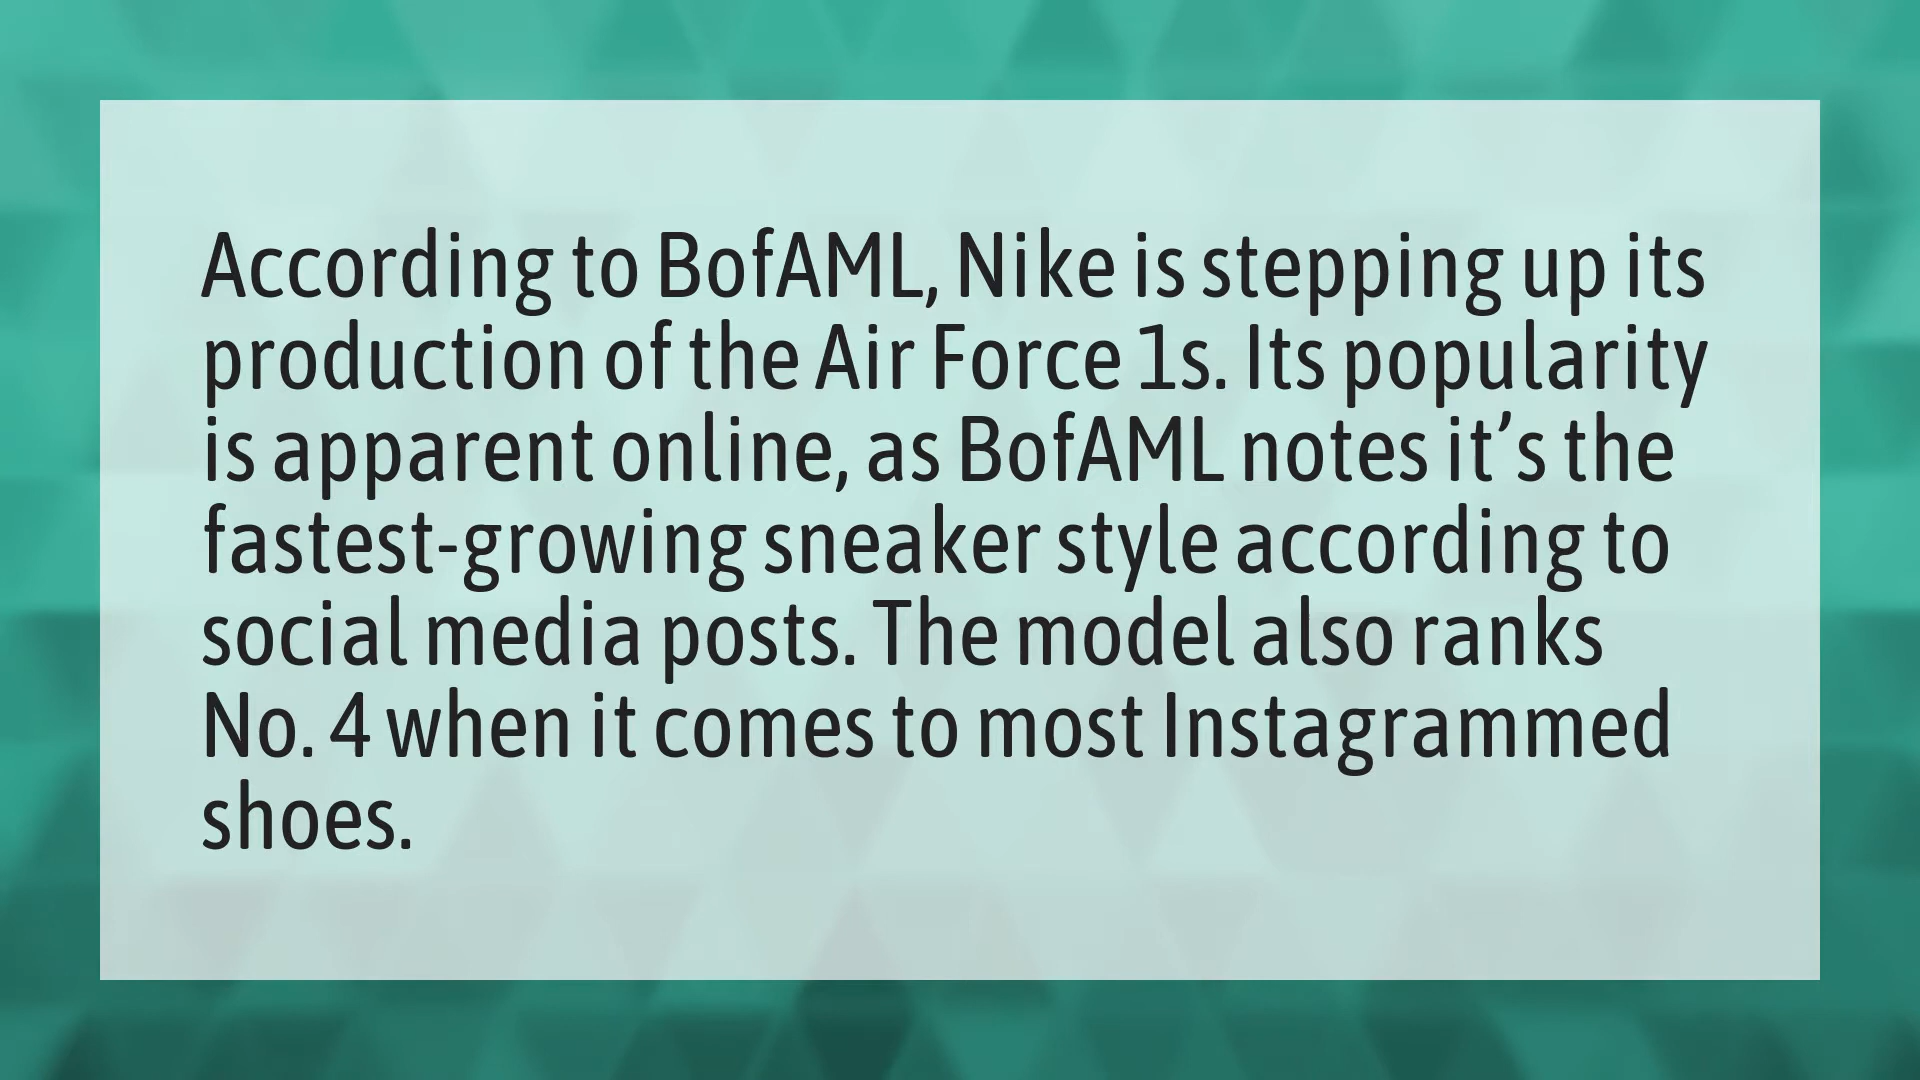 According to BofAML, Nike is stepping up its
production of the Air Force 1s. Its popularity
is apparent online, as BofAML notes it’s the
fastest-growing sneaker style according to
social media posts. The model also ranks
No. 4 when it comes to most Instagrammed
shoes.